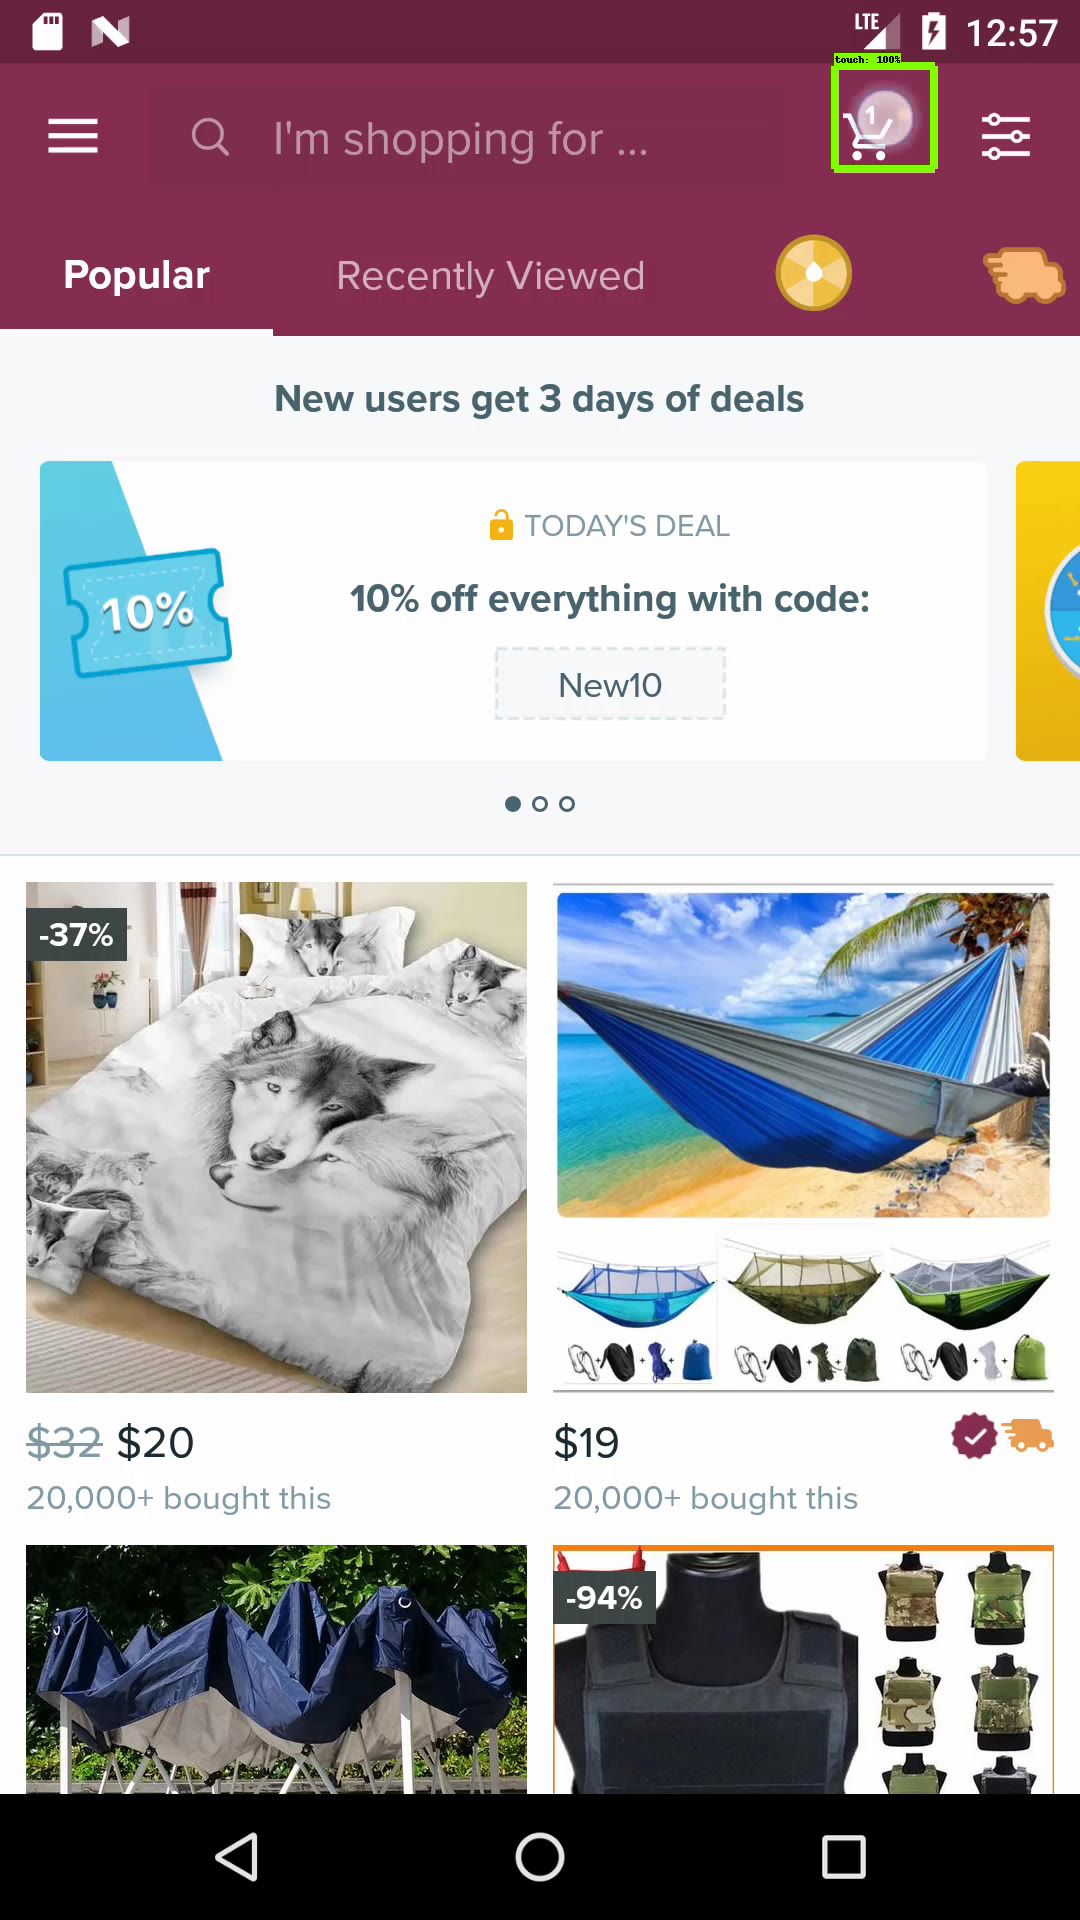 LTE
12:57
touch: 100%
I'm shopping for ...
1
Popular
Recently Viewed
New users get 3 days of deals
TODAY'S DEAL
10% off everything with code:
10%
New10
-37%
$32 $20
20,000+ bought this
$19
20,000+ bought this
-94%